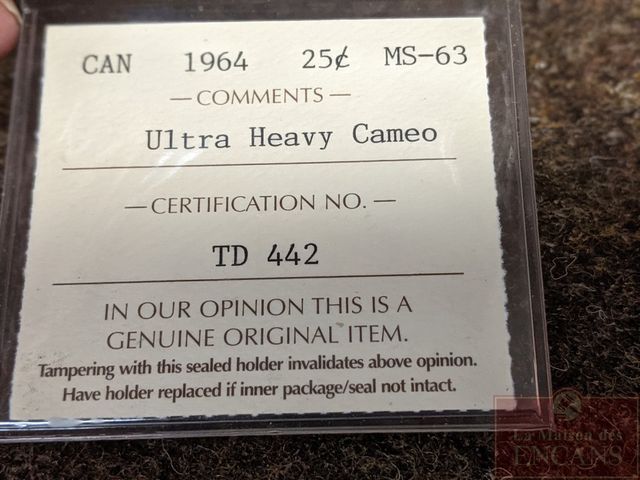 CAN 1964 25¢ MS-63
— COMMENTS —
Ultra Heavy Cameo
— CERTIFICATION NO. —
TD 442
IN OUR OPINION THIS IS A
GENUINE ORIGINAL ITEM.
Tampering with this sealed holder invalidates above opinion.
Have holder replaced if inner package/seal not intact.
La Maison des
ENCANS